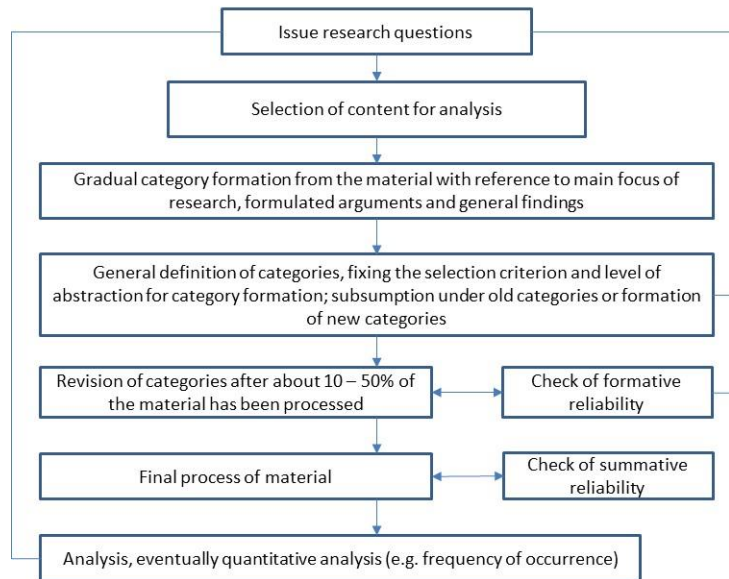 Issue research questions
Selection of content for analysis
Gradual category formation from the material with reference to main focus of
research, formulated arguments and general findings
General definition of categories, fixing the selection criterion and level of
abstraction for category formation; subsumption under old categories or formation
of new categories
Revision of categories after about 10 – 50% of
the material has been processed
Check of formative
reliability
Final process of material
Check of summative
reliability
Analysis, eventually quantitative analysis (e.g. frequency of occurrence)